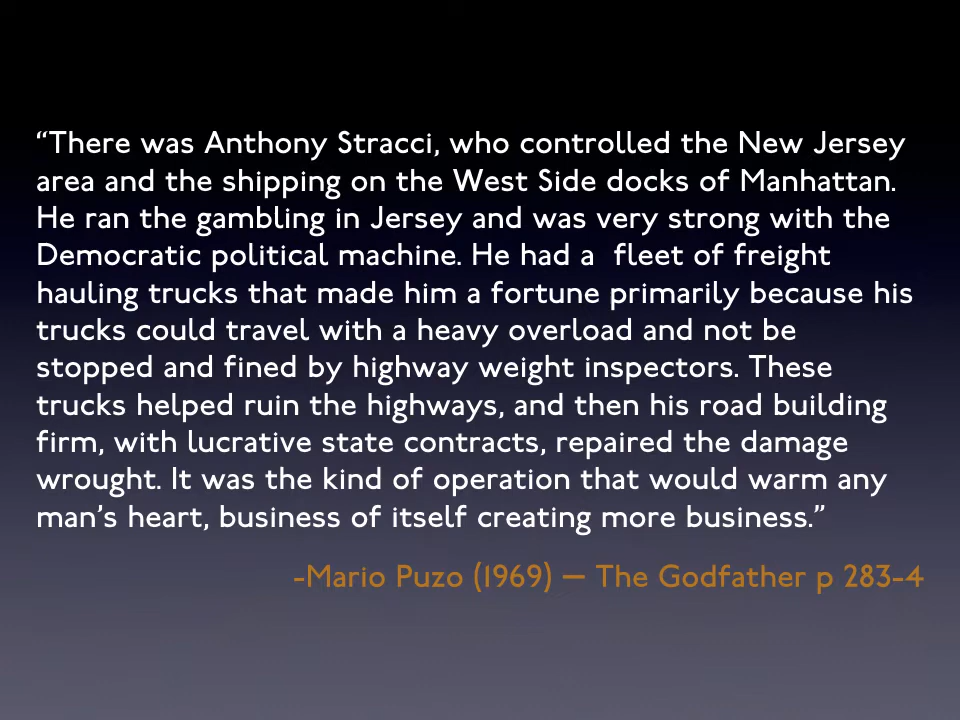 “There was Anthony Stracci, who controlled the New Jersey
area and the shipping on the West Side docks of Manhattan.
He ran the gambling in Jersey and was very strong with the
Democratic political machine. He had a  fleet of freight
hauling trucks that made him a fortune primarily because his
trucks could travel with a heavy overload and not be
stopped and fined by highway weight inspectors. These
trucks helped ruin the highways, and then his road building
firm, with lucrative state contracts, repaired the damage
wrought. It was the kind of operation that would warm any
man’s heart, business of itself creating more business.”
-Mario Puzo (1969) — The Godfather p 283-4